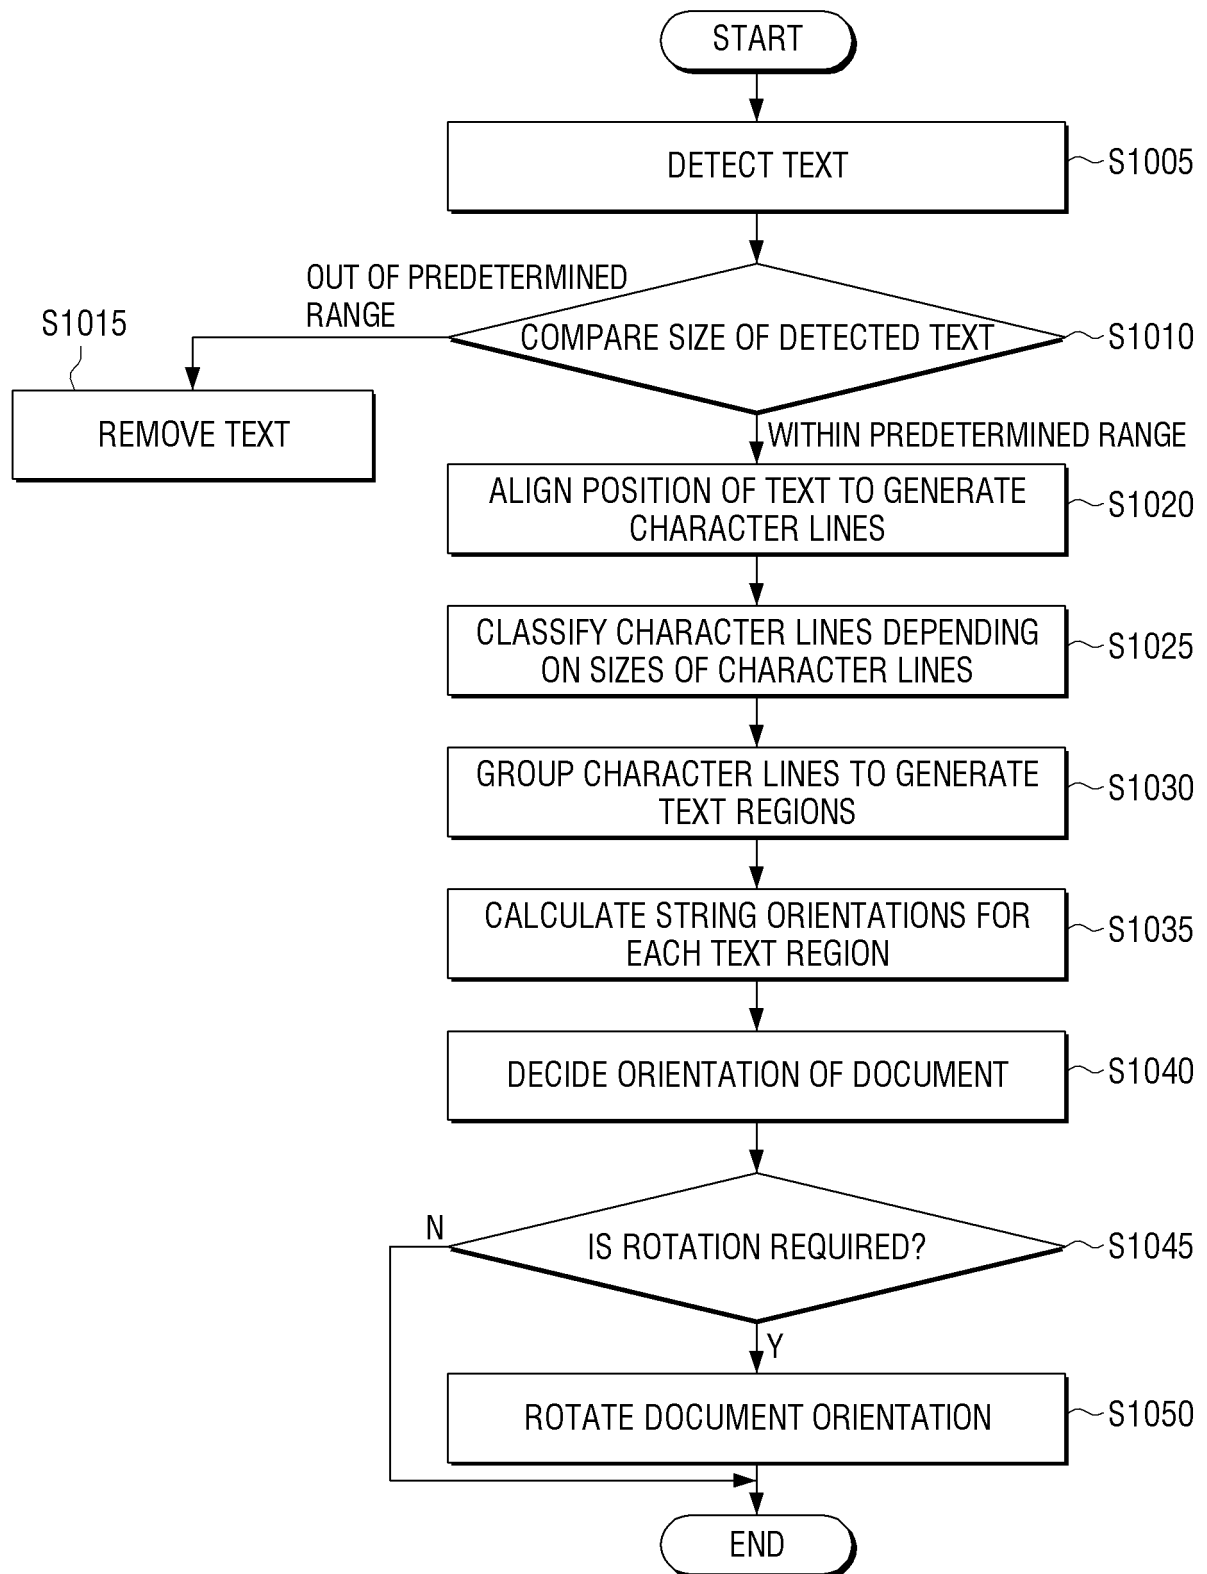 START
DETECT TEXT
S1005
OUT OF PREDETERMINED
RANGE
S1015
COMPARE SIZE OF DETECTED TEXT
S1010
REMOVE TEXT
WITHIN PREDETERMINED RANGE
ALIGN POSITION OF TEXT TO GENERATE
CHARACTER LINES
S1020
CLASSIFY CHARACTER LINES DEPENDING
ON SIZES OF CHARACTER LINES
S1025
GROUP CHARACTER LINES TO GENERATE
TEXT REGIONS
S1030
CALCULATE STRING ORIENTATIONS FOR
EACH TEXT REGION
S1035
DECIDE ORIENTATION OF DOCUMENT
S1040
N
IS ROTATION REQUIRED?
S1045
Y
ROTATE DOCUMENT ORIENTATION
S1050
END